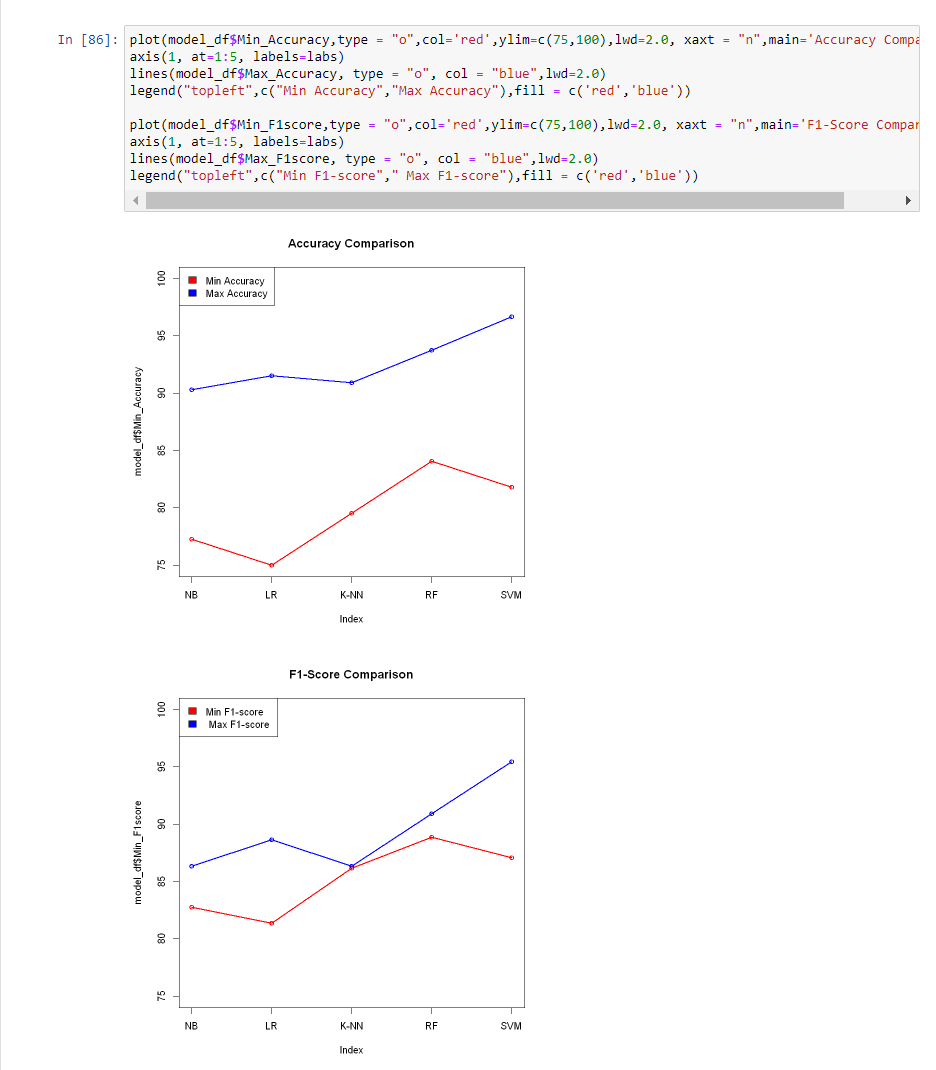 In [86]:
plot(model_df$Min_Accuracy,type = "o",col='red',ylim=c(75,100),lwd=2.0, xaxt = "n",main='Accuracy Compa
axis(1, at=1:5, labels=labs)
lines(model_df$Max_Accuracy, type = "o", col = "blue",lwd=2.0)
legend("topleft",c("Min Accuracy","Max Accuracy"),fill = c('red','blue'))
plot(model_df$Min_F1score,type = "o",col='red',ylim=c(75,100),lwd=2.0, xaxt = "n",main='F1-Score Compar
axis(1, at=1:5, labels=labs)
lines(model_df$Max_F1score, type = "o", col = "blue",lwd=2.0)
legend("topleft",c("Min F1-score"," Max F1-score"),fill = c('red','blue'))
Accuracy Comparison
Min Accuracy
Max Accuracy
100
95
90
85
80
75
model_df$Min_Accuracy
NB LR K-NN RF SVM
Index
F1-Score Comparison
Min F1-score
Max F1-score
100
95
90
85
80
75
model_df$Min_F1score
NB LR K-NN RF SVM
Index